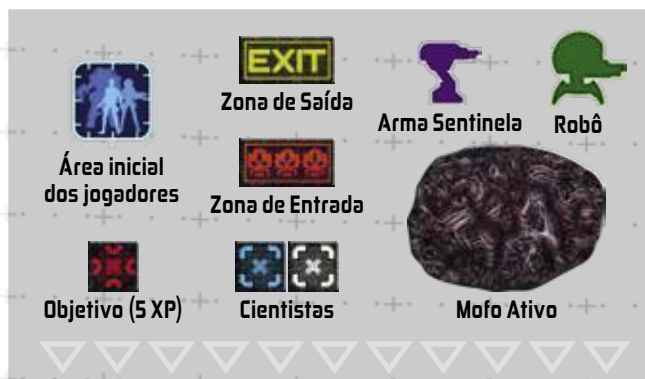 EXIT
Zona de Saída
Arma Sentinela
Robô
Área inicial
dos jogadores
Zona de Entrada
Objetivo (5 XP)
Cientistas
Mofo Ativo